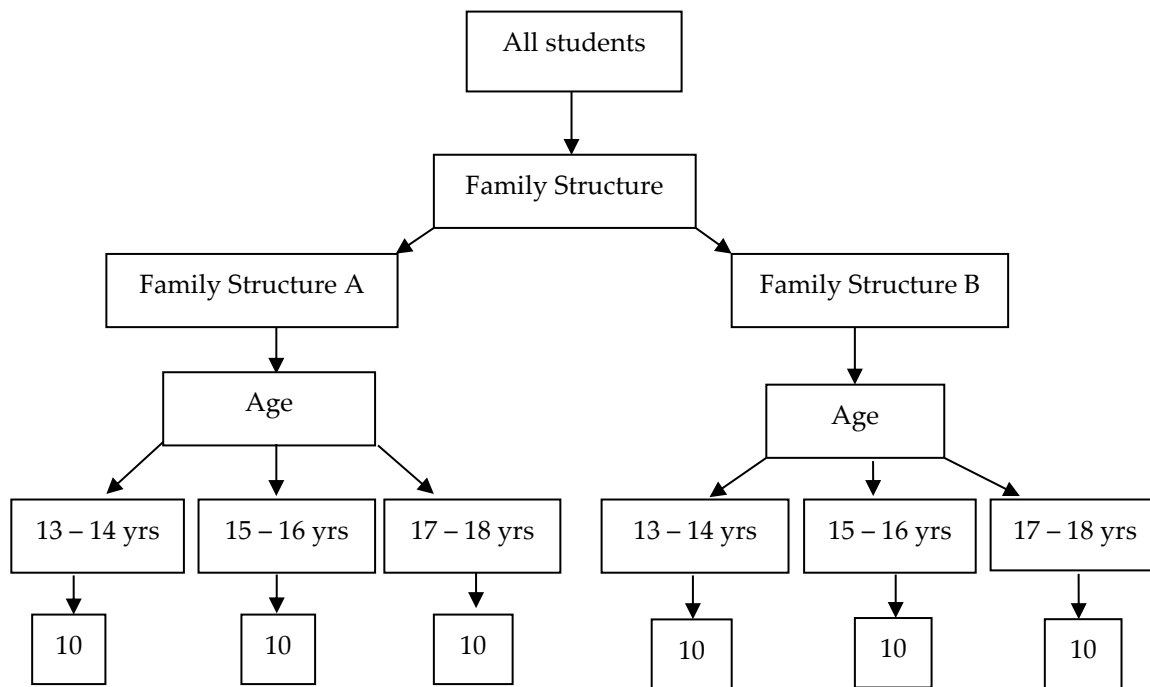 All students
Family Structure
Family Structure A
Family Structure B
Age
Age
13 – 14 yrs
15 – 16 yrs
17 – 18 yrs
13 – 14 yrs
15 – 16 yrs
17 – 18 yrs
10
10
10
10
10
10